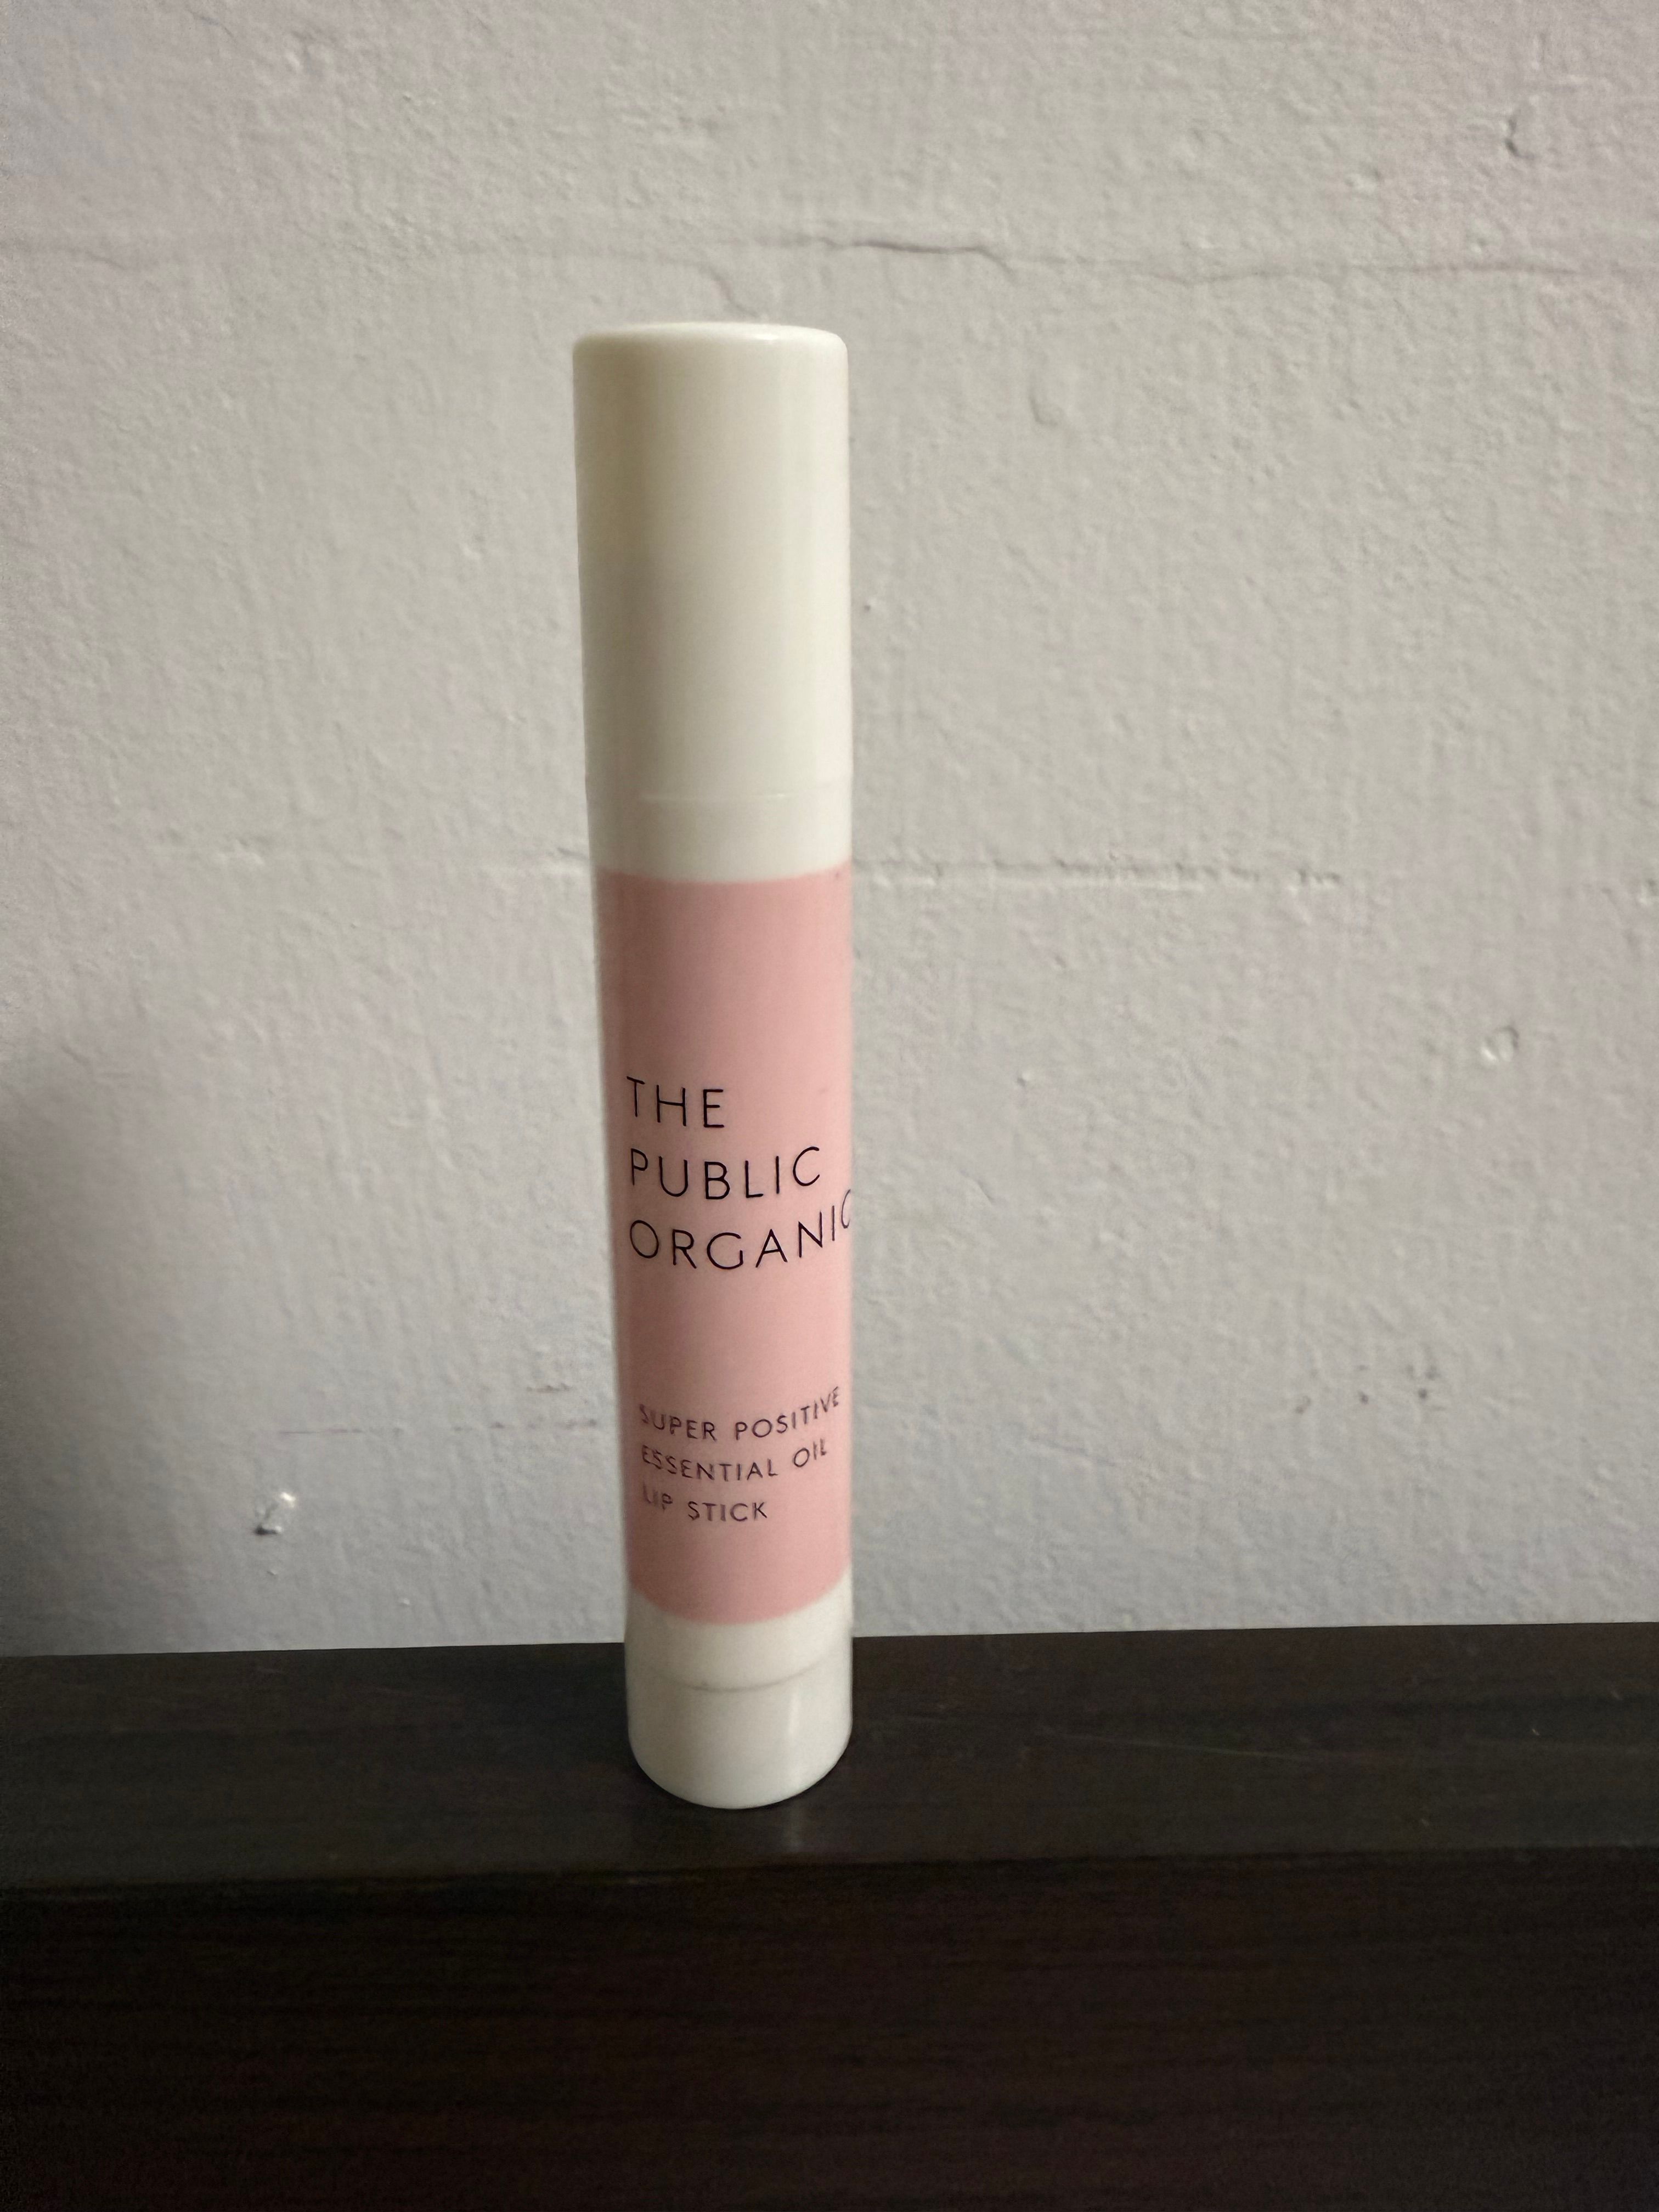 THE
PUBLIC
ORGANIC
SUPER POSITIVE
ESSENTIAL OIL
LIP STICK